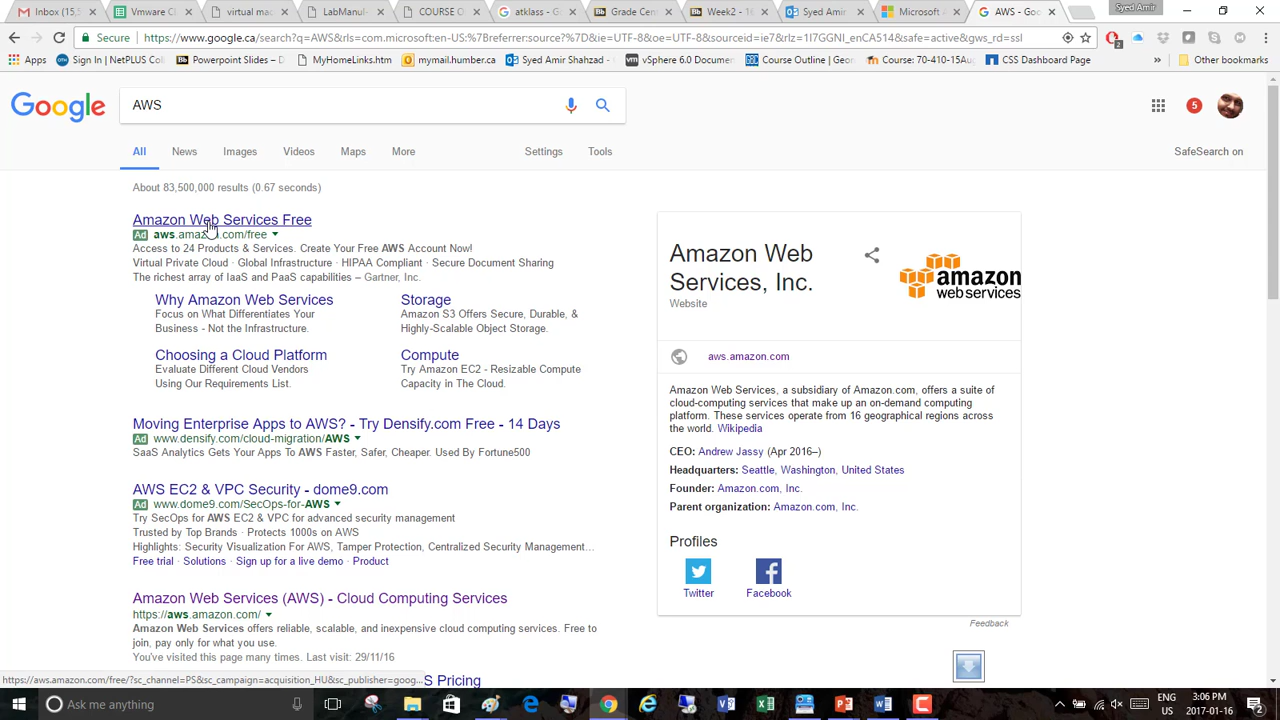 Inbox (15,5
Vmware C
virtual mac
LabManul-
COURSE O
atklass - G
Grade Cen
Week2 - 16
Syed Amir
Microsoft
AWS - Goo
Syed Amir
Secure https://www.google.ca/search?q=AWS&rls=com.microsoft:en-US:%7Breferrer:source?%7D&ie=UTF-8&oe=UTF-8&sourceid=ie7&rlz=1I7GGNI_enCA514&safe=active&gws_rd=ssl
Apps
Sign In | NetPLUS Col
Powerpoint Slides –
MyHomeLinks.htm
mymail.humber.ca
Syed Amir Shahzad -
vSphere 6.0 Documen
Course Outline | Geor
Course: 70-410-15Aug
CSS Dashboard Page
» Other bookmarks
Google
AWS
5
All News Images Videos Maps More Settings Tools
SafeSearch on
About 83,500,000 results (0.67 seconds)
Amazon Web Services Free
Ad aws.amazon.com/free
Access to 24 Products & Services. Create Your Free AWS Account Now!
Virtual Private Cloud · Global Infrastructure · HIPAA Compliant · Secure Document Sharing
The richest array of IaaS and PaaS capabilities – Gartner, Inc.
Why Amazon Web Services
Focus on What Differentiates Your
Business - Not the Infrastructure.
Storage
Amazon S3 Offers Secure, Durable, &
Highly-Scalable Object Storage.
Choosing a Cloud Platform
Evaluate Different Cloud Vendors
Using Our Requirements List.
Compute
Try Amazon EC2 - Resizable Compute
Capacity in The Cloud.
Moving Enterprise Apps to AWS? - Try Densify.com Free - 14 Days
Ad www.densify.com/cloud-migration/AWS
SaaS Analytics Gets Your Apps To AWS Faster, Safer, Cheaper. Used By Fortune500
AWS EC2 & VPC Security - dome9.com
Ad www.dome9.com/SecOps-for-AWS
Try SecOps for AWS EC2 & VPC for advanced security management
Trusted by Top Brands · Protects 1000s on AWS
Highlights: Security Visualization For AWS, Tamper Protection, Centralized Security Management…
Free trial · Solutions · Sign up for a live demo · Product
Amazon Web Services (AWS) - Cloud Computing Services
https://aws.amazon.com/
Amazon Web Services offers reliable, scalable, and inexpensive cloud computing services. Free to
join, pay only for what you use.
You've visited this page many times. Last visit: 29/11/16
S Pricing
Amazon Web
Services, Inc.
Website
amazon
web services
aws.amazon.com
Amazon Web Services, a subsidiary of Amazon.com, offers a suite of
cloud-computing services that make up an on-demand computing
platform. These services operate from 16 geographical regions across
the world. Wikipedia
CEO: Andrew Jassy (Apr 2016–)
Headquarters: Seattle, Washington, United States
Founder: Amazon.com, Inc.
Parent organization: Amazon.com, Inc.
Profiles
Twitter
Facebook
Feedback
https://aws.amazon.com/free/?sc_channel=PS&sc_campaign=acquisition_HU&sc_publisher=goog...
Ask me anything
ENG
US
3:06 PM
2017-01-16